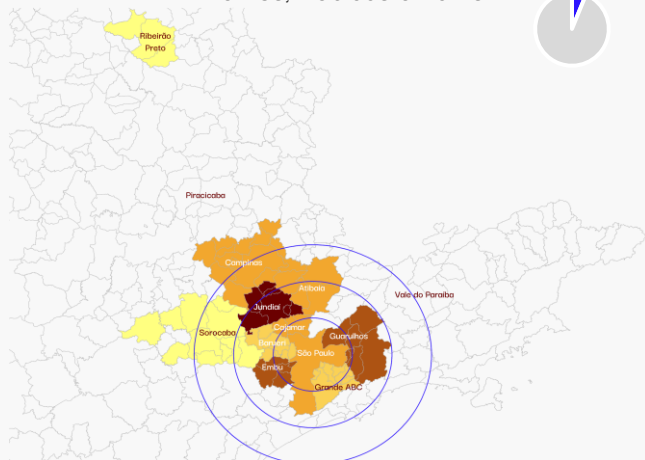 Ribeirão
Preto
Piracicaba
Campinas
Atibaia
Vale do Paraíba
Jundiaí
Cajamar
Sorocaba
Guarulhos
Barueri
São Paulo
Embu
Grande ABC